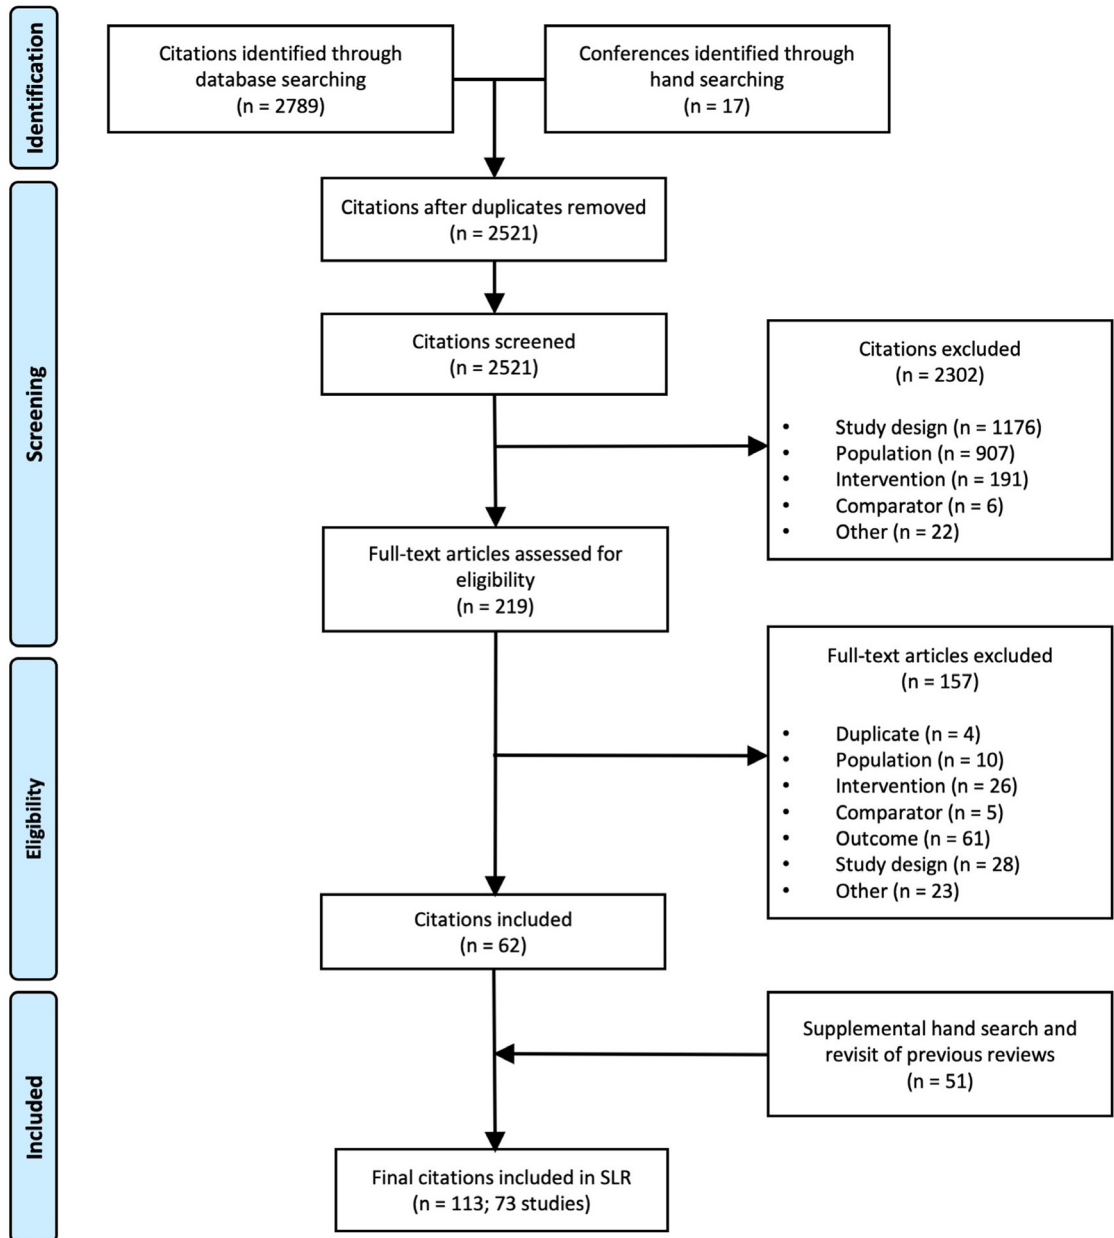 Identification
Citations identified through
database searching
(n = 2789)
Conferences identified through
hand searching
(n = 17)
Screening
Citations after duplicates removed
(n = 2521)
Citations screened
(n = 2521)
Citations excluded
(n = 2302)
• Study design (n = 1176)
• Population (n = 907)
• Intervention (n = 191)
• Comparator (n = 6)
• Other (n = 22)
Full-text articles assessed for
eligibility
(n = 219)
Eligibility
Full-text articles excluded
(n = 157)
• Duplicate (n = 4)
• Population (n = 10)
• Intervention (n = 26)
• Comparator (n = 5)
• Outcome (n = 61)
• Study design (n = 28)
• Other (n = 23)
Citations included
(n = 62)
Included
Supplemental hand search and
revisit of previous reviews
(n = 51)
Final citations included in SLR
(n = 113; 73 studies)